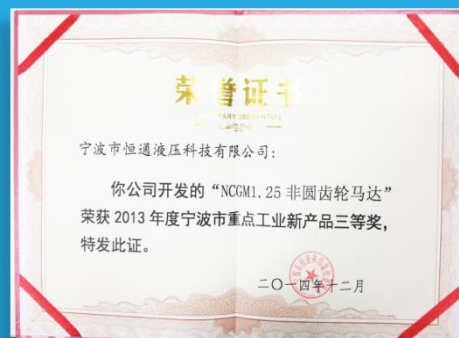 荣誉证书
宁波市恒通液压科技有限公司：
你公司开发的“NCGM1.25 非圆齿轮马达”
荣获 2013 年度宁波市重点工业新产品三等奖，
特发此证。
二〇一四年十二月